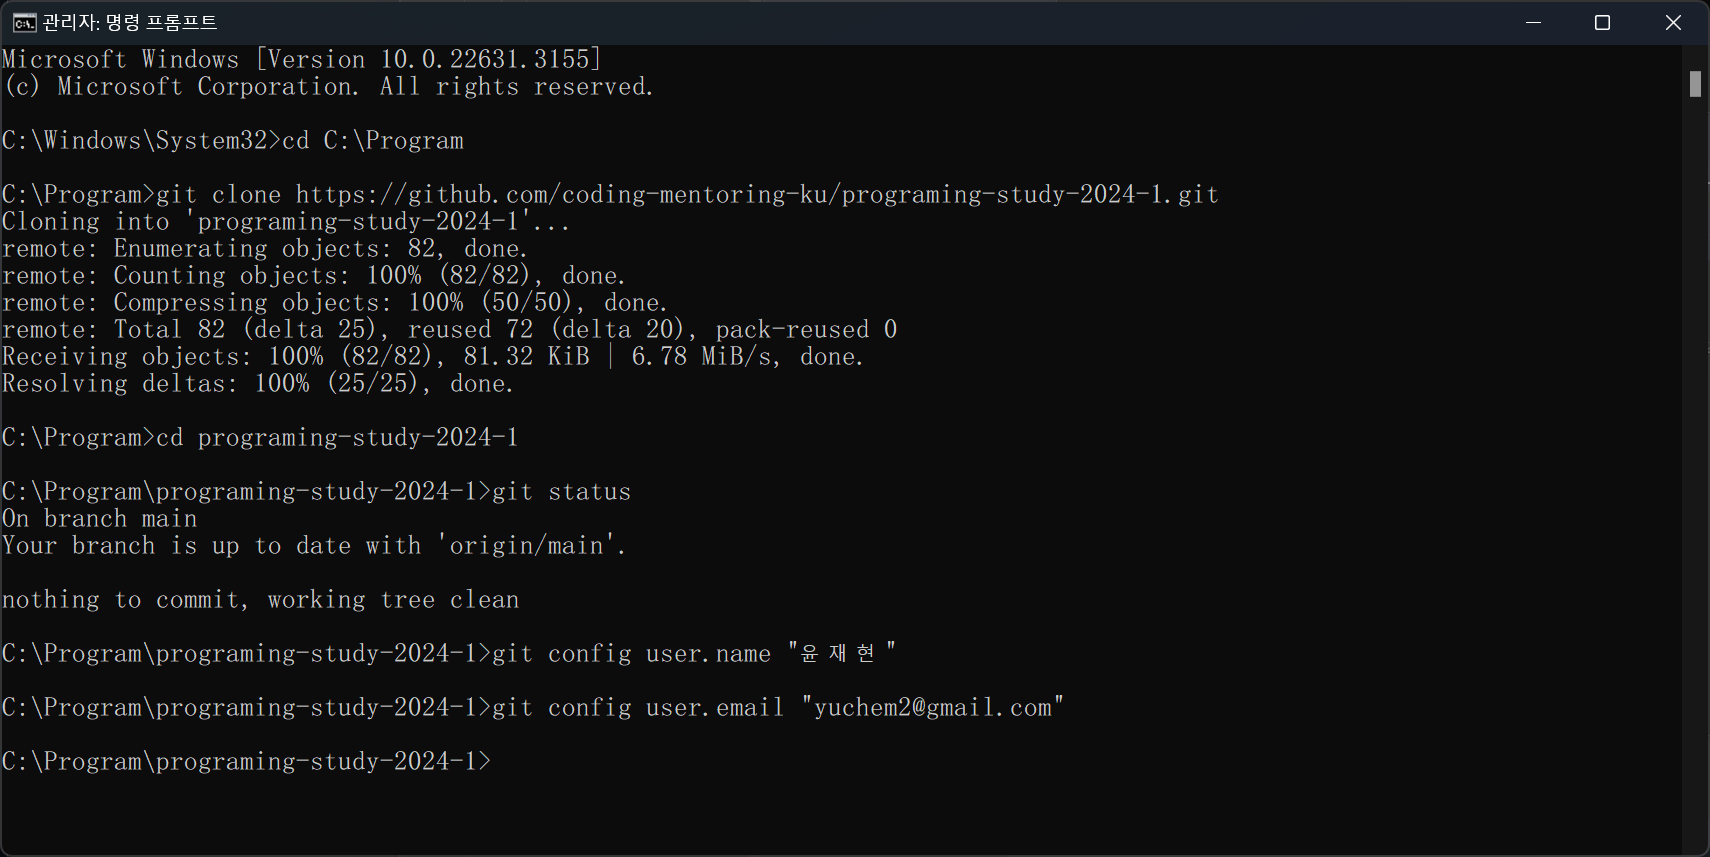 관리자: 명령 프롬프트
Microsoft Windows [Version 10.0.22631.3155]
(c) Microsoft Corporation. All rights reserved.
C:\Windows\System32>cd C:\Program
C:\Program>git clone https://github.com/coding-mentoring-ku/programing-study-2024-1.git
Cloning into 'programing-study-2024-1'...
remote: Enumerating objects: 82, done.
remote: Counting objects: 100% (82/82), done.
remote: Compressing objects: 100% (50/50), done.
remote: Total 82 (delta 25), reused 72 (delta 20), pack-reused 0
Receiving objects: 100% (82/82), 81.32 KiB | 6.78 MiB/s, done.
Resolving deltas: 100% (25/25), done.
C:\Program>cd programing-study-2024-1
C:\Program\programing-study-2024-1>git status
On branch main
Your branch is up to date with 'origin/main'.
nothing to commit, working tree clean
C:\Program\programing-study-2024-1>git config user.name "윤재현"
C:\Program\programing-study-2024-1>git config user.email "yuchem2@gmail.com"
C:\Program\programing-study-2024-1>